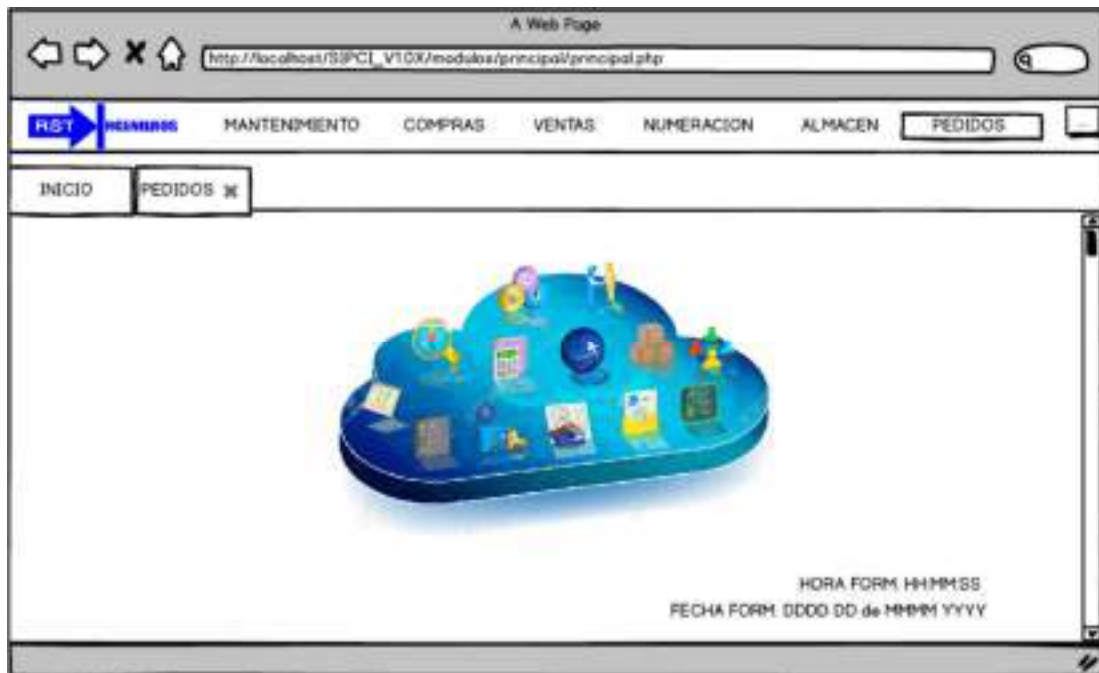 A Web Page
http://localhost/SIPCI_V10X/modulos/principal/principal.php
RST INGENIEROS MANTENIMIENTO COMPRAS VENTAS NUMERACION ALMACEN PEDIDOS ...
INICIO PEDIDOS
HORA FORM. HH:MM:SS
FECHA FORM. DDDD DD de MMMM YYYY